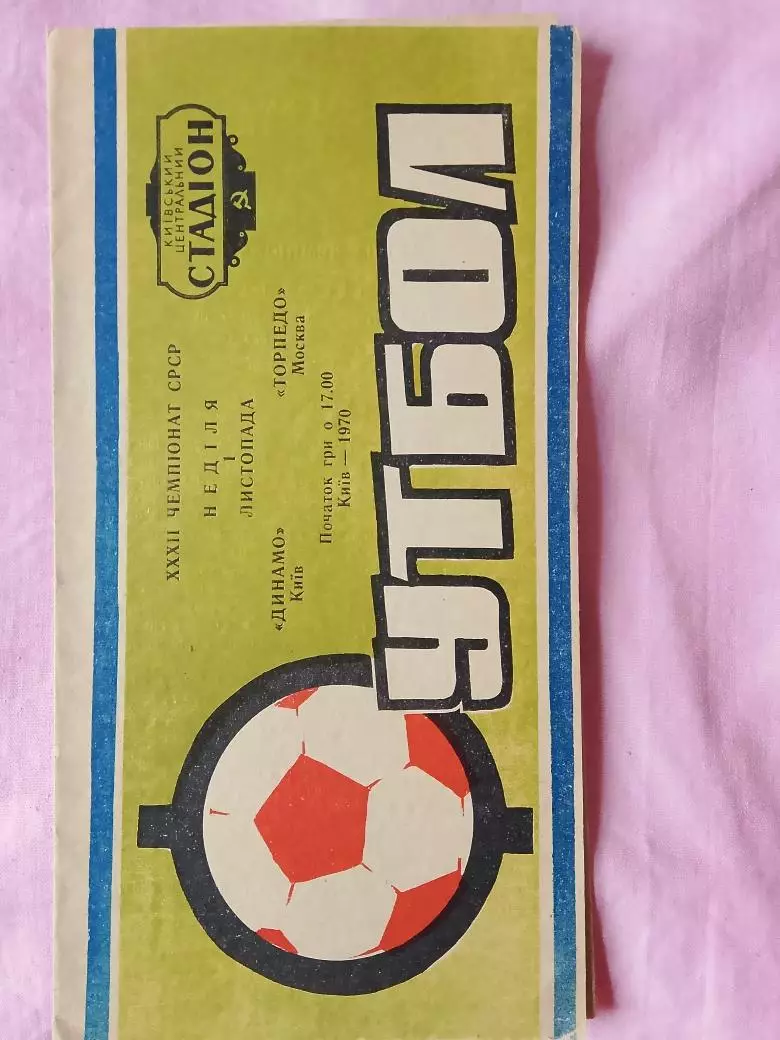 КИЇВСЬКИЙ
ЦЕНТРАЛЬНИЙ
СТАДІОН
XXXII ЧЕМПІОНАТ СРСР
НЕДІЛЯ
1
ЛИСТОПАДА
«ДИНАМО» «ТОРПЕДО»
Київ Москва
Початок гри о 17.00
Київ — 1970
ФУТБОЛ